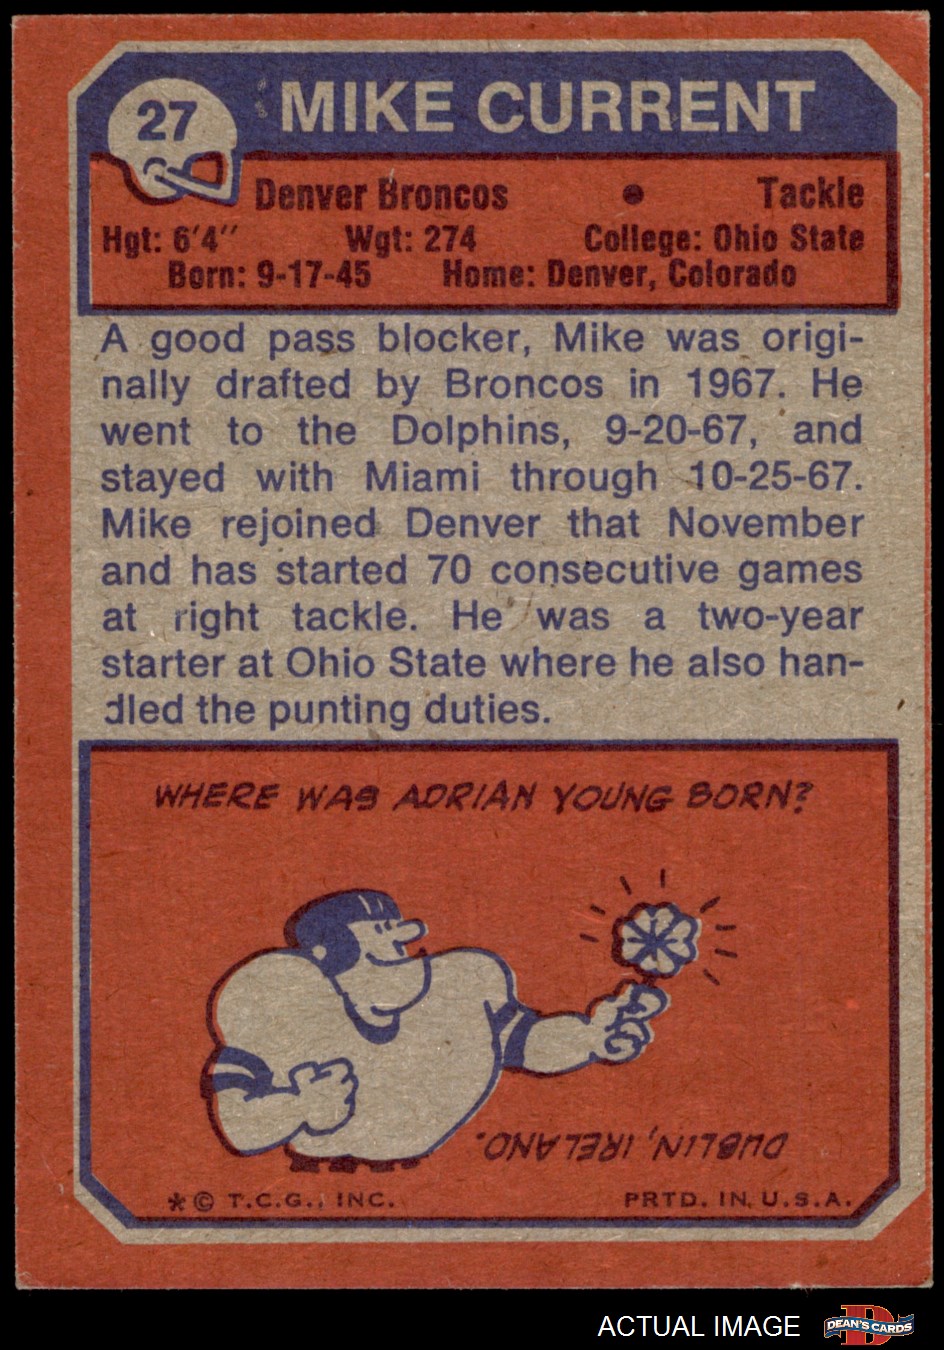 27
MIKE CURRENT
Denver Broncos • Tackle
Hgt: 6'4'' Wgt: 274 College: Ohio State
Born: 9-17-45 Home: Denver, Colorado
A good pass blocker, Mike was origi-
nally drafted by Broncos in 1967. He
went to the Dolphins, 9-20-67, and
stayed with Miami through 10-25-67.
Mike rejoined Denver that November
and has started 70 consecutive games
at right tackle. He was a two-year
starter at Ohio State where he also han-
dled the punting duties.
WHERE WAS ADRIAN YOUNG BORN?
DUBLIN, IRELAND.
*© T.C.G., INC. PRTD. IN U.S.A.
ACTUAL IMAGE DEAN'S CARDS